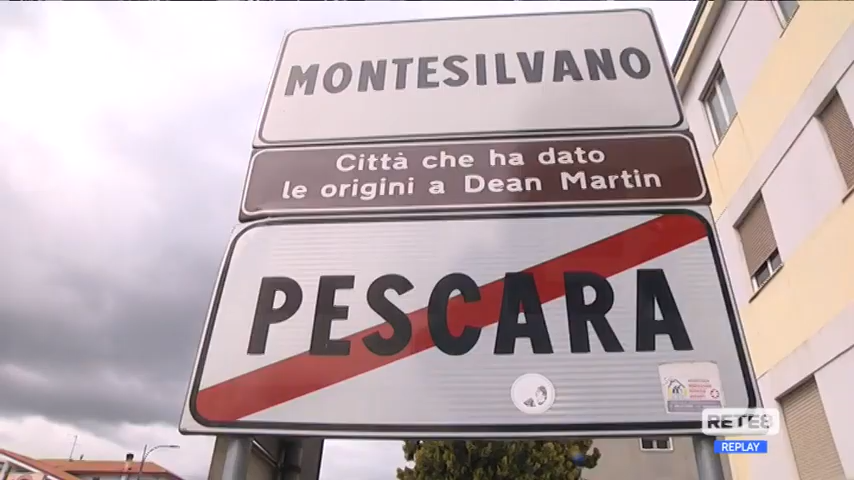 MONTESILVANO
Città che ha dato
le origini a Dean Martin
PESCARA
RETE8
REPLAY